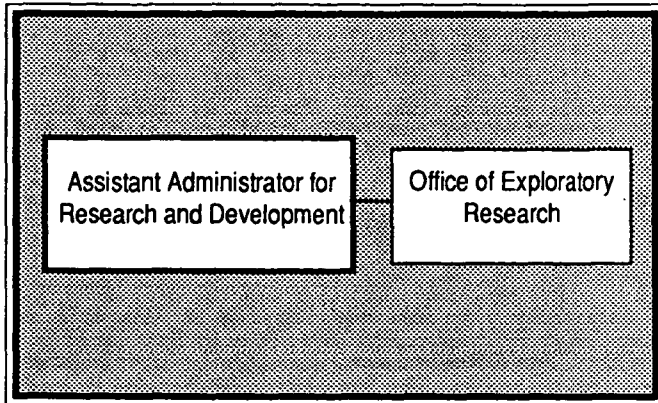 Assistant Administrator for
Research and Development
Office of Exploratory
Research